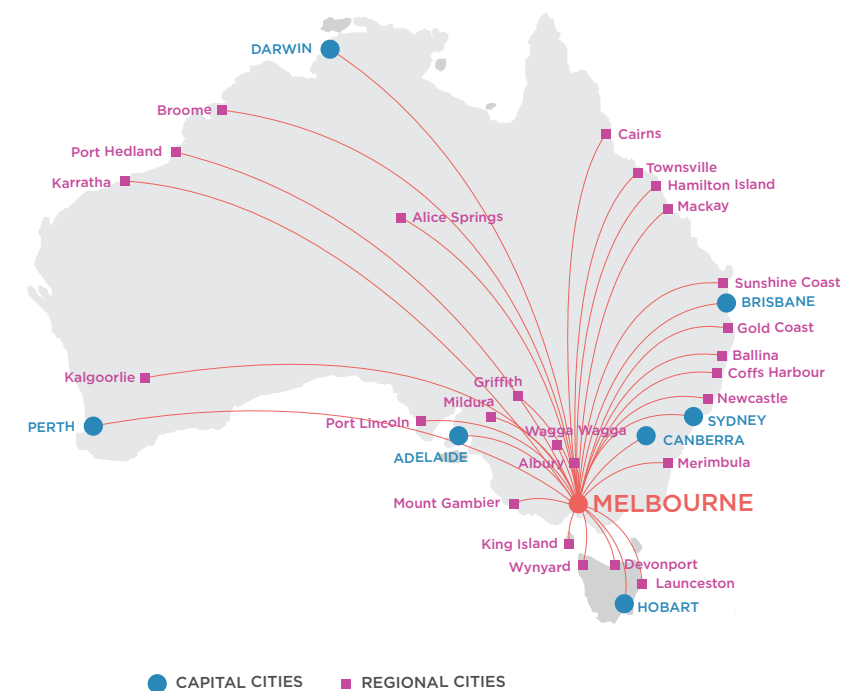 DARWIN
Broome
Cairns
Port Hedland
Townsville
Karratha
Hamilton Island
Mackay
Alice Springs
Sunshine Coast
BRISBANE
Gold Coast
Ballina
Coffs Harbour
Kalgoorlie
Griffith
Mildura
Newcastle
PERTH
Port Lincoln
SYDNEY
Wagga Wagga
CANBERRA
ADELAIDE
Albury
Merimbula
Mount Gambier
MELBOURNE
King Island
Wynyard
Devonport
Launceston
HOBART
CAPITAL CITIES
REGIONAL CITIES